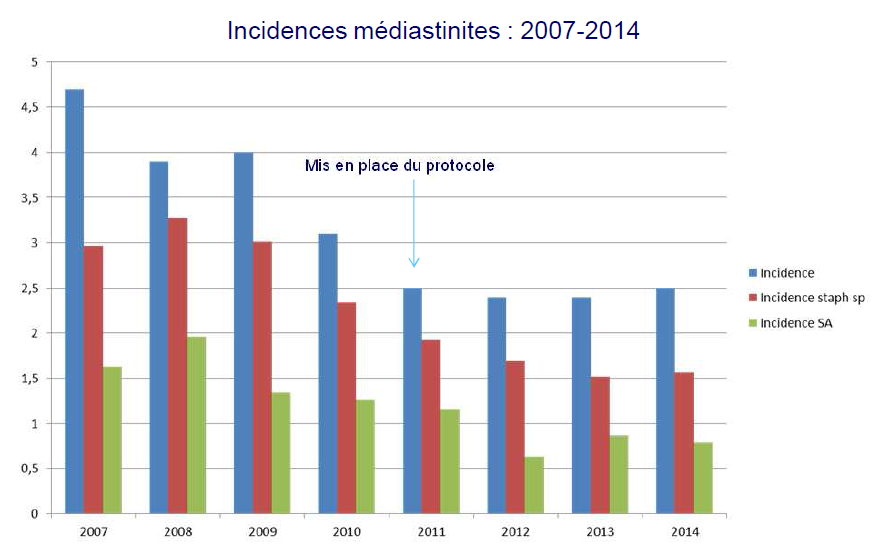 Incidences médiastinites : 2007-2014
5
4,5
4
3,5
3
2,5
2
1,5
1
0,5
0
Mis en place du protocole
2007 2008 2009 2010 2011 2012 2013 2014
Incidence
Incidence staph sp
Incidence SA